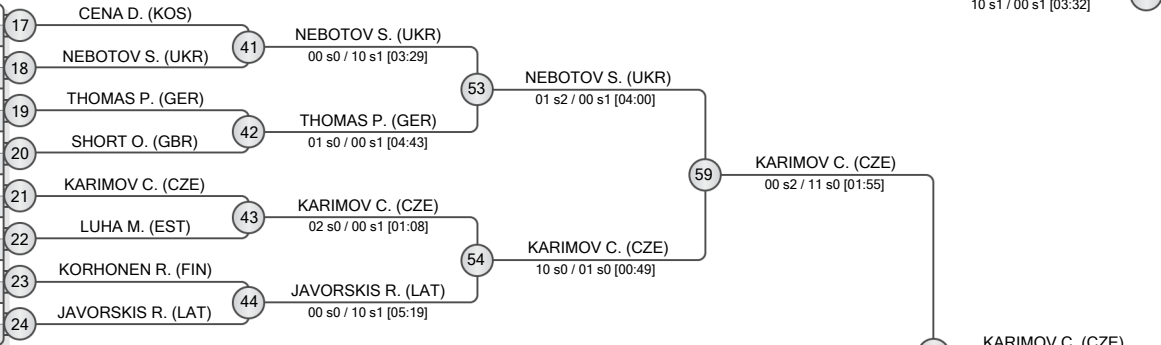 10 s1 / 00 s1 [03:32]
17
CENA D. (KOS)
41
NEBOTOV S. (UKR)
00 s0 / 10 s1 [03:29]
18
NEBOTOV S. (UKR)
53
NEBOTOV S. (UKR)
01 s2 / 00 s1 [04:00]
19
THOMAS P. (GER)
42
THOMAS P. (GER)
01 s0 / 00 s1 [04:43]
20
SHORT O. (GBR)
59
KARIMOV C. (CZE)
00 s2 / 11 s0 [01:55]
21
KARIMOV C. (CZE)
43
KARIMOV C. (CZE)
02 s0 / 00 s1 [01:08]
22
LUHA M. (EST)
54
KARIMOV C. (CZE)
10 s0 / 01 s0 [00:49]
23
KORHONEN R. (FIN)
44
JAVORSKIS R. (LAT)
00 s0 / 10 s1 [05:19]
24
JAVORSKIS R. (LAT)
KARIMOV C. (CZE)